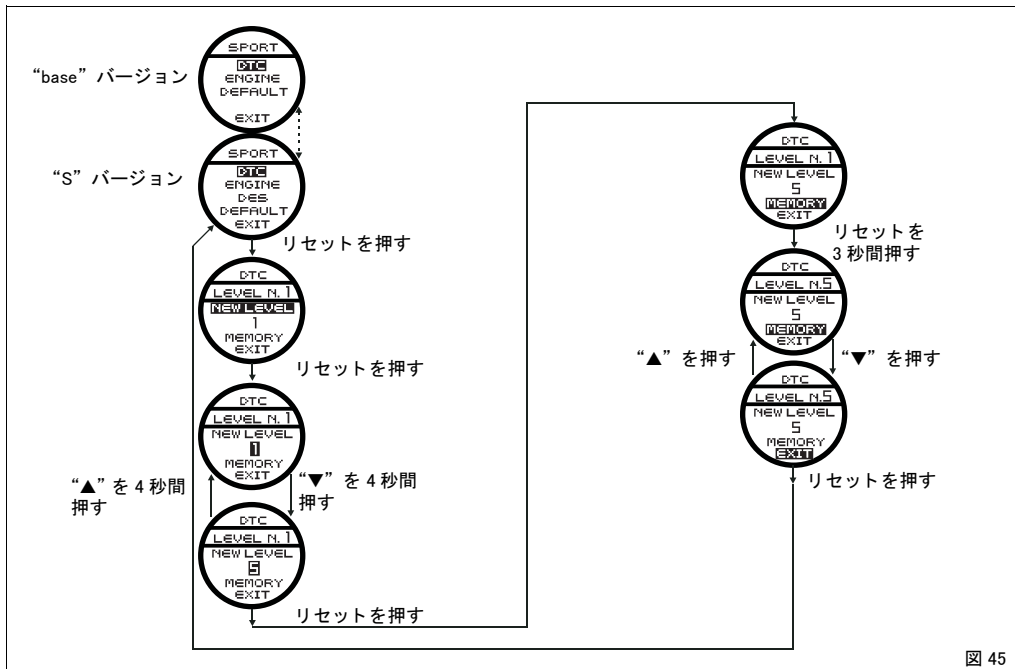 “base” バージョン
SPORT
DTC
ENGINE
DEFAULT
EXIT
“S” バージョン
SPORT
DTC
ENGINE
DES
DEFAULT
EXIT
リセットを押す
DTC
LEVEL N. 1
NEW LEVEL
1
MEMORY
EXIT
リセットを押す
DTC
LEVEL N. 1
NEW LEVEL
1
MEMORY
EXIT
“▲” を 4 秒間
押す
“▼” を 4 秒間
押す
DTC
LEVEL N. 1
NEW LEVEL
5
MEMORY
EXIT
リセットを押す
DTC
LEVEL N. 1
NEW LEVEL
5
MEMORY
EXIT
リセットを
3 秒間押す
DTC
LEVEL N.5
NEW LEVEL
5
MEMORY
EXIT
“▲” を押す
“▼” を押す
DTC
LEVEL N.5
NEW LEVEL
5
MEMORY
EXIT
リセットを押す
図 45